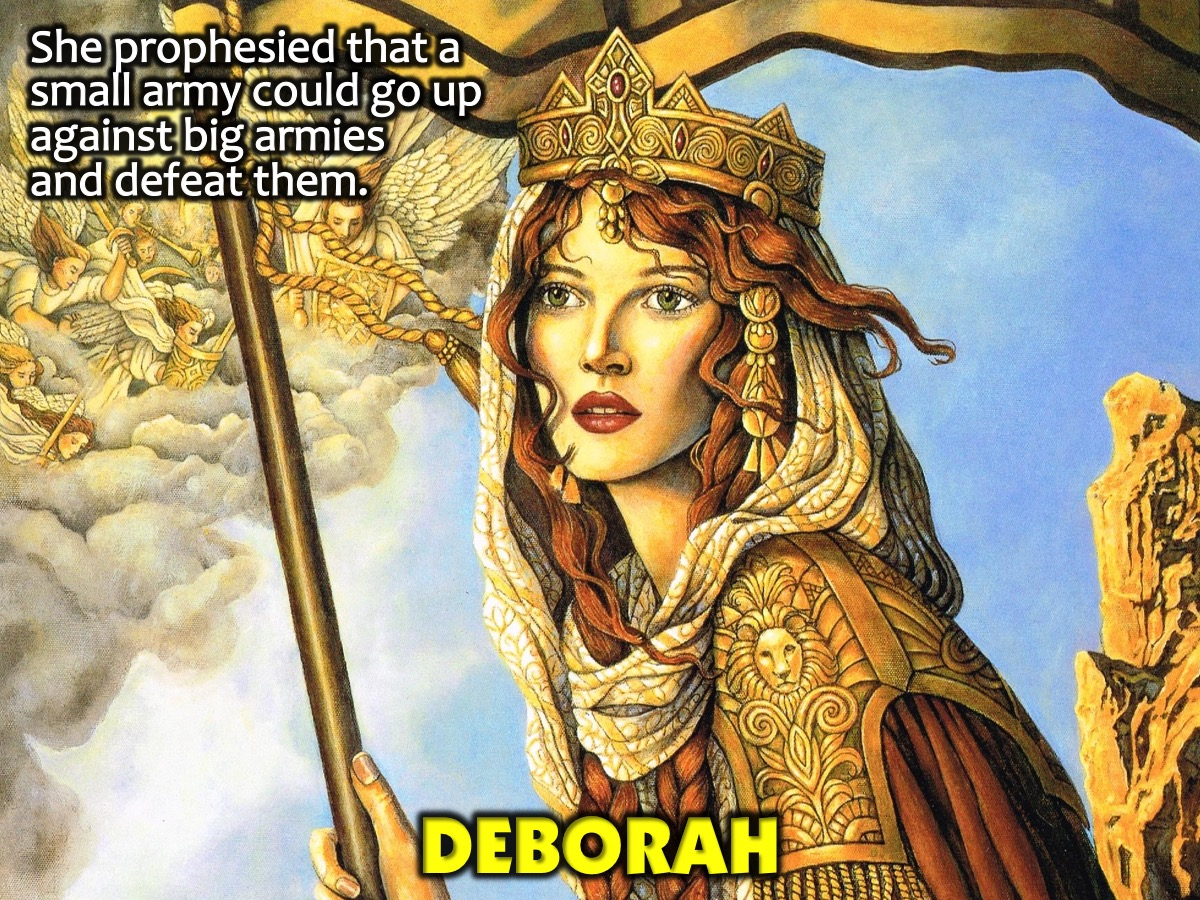 She prophesied that a
small army could go up
against big armies
and defeat them.
DEBORAH